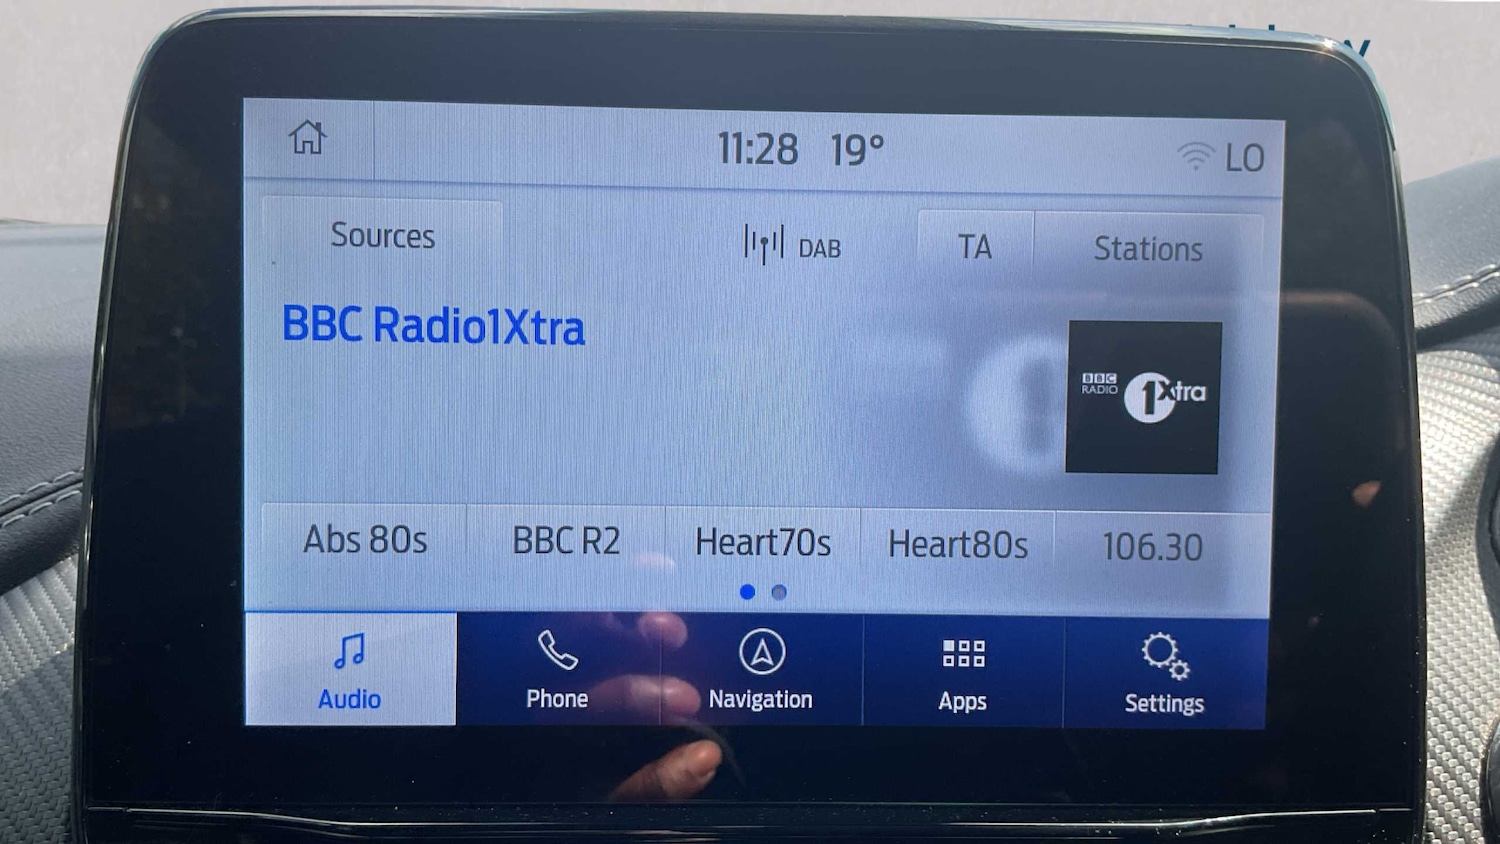 11:28 19° LO
Sources DAB TA Stations
BBC Radio1Xtra
BBC
RADIO 1Xtra
Abs 80s BBC R2 Heart70s Heart80s 106.30
Audio Phone Navigation Apps Settings